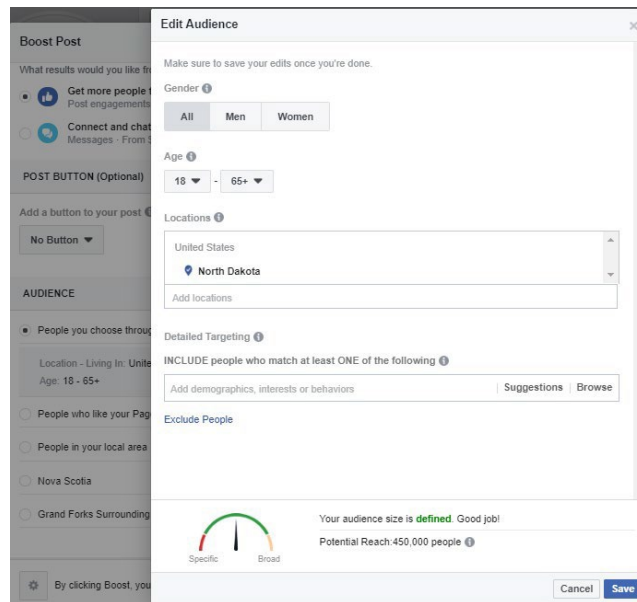 Boost Post
What results would you like fr
Get more people t
Post engagements
Connect and chat
Messages - From
POST BUTTON (Optional)
Add a button to your post
No Button
AUDIENCE
People you choose throug
Location - Living In: Unite
Age: 18 - 65+
People who like your Pag
People in your local area
Nova Scotia
Grand Forks Surrounding
By clicking Boost, you
Edit Audience
Make sure to save your edits once you're done.
Gender
All Men Women
Age
18 - 65+
Locations
United States
North Dakota
Add locations
Detailed Targeting
INCLUDE people who match at least ONE of the following
Add demographics, interests or behaviors Suggestions Browse
Exclude People
Specific Broad
Your audience size is defined. Good job!
Potential Reach:450,000 people
Cancel Save